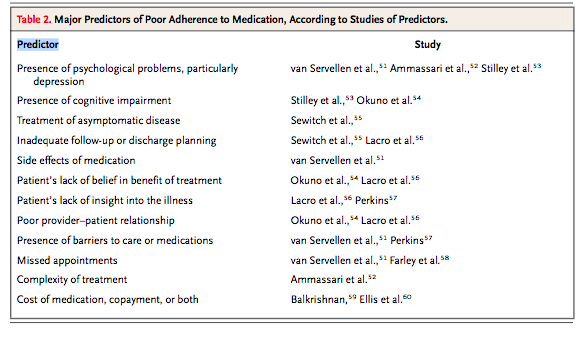 Table 2. Major Predictors of Poor Adherence to Medication, According to Studies of Predictors.
Predictor Study
Presence of psychological problems, particularly depression van Servellen et al.,51 Ammassari et al.,52 Stilley et al.53
Presence of cognitive impairment Stilley et al.,53 Okuno et al.54
Treatment of asymptomatic disease Sewitch et al.,55
Inadequate follow-up or discharge planning Sewitch et al.,55 Lacro et al.56
Side effects of medication van Servellen et al.51
Patient's lack of belief in benefit of treatment Okuno et al.,54 Lacro et al.56
Patient's lack of insight into the illness Lacro et al.,56 Perkins57
Poor provider–patient relationship Okuno et al.,54 Lacro et al.56
Presence of barriers to care or medications van Servellen et al.,51 Perkins57
Missed appointments van Servellen et al.,51 Farley et al.58
Complexity of treatment Ammassari et al.52
Cost of medication, copayment, or both Balkrishnan,59 Ellis et al.60